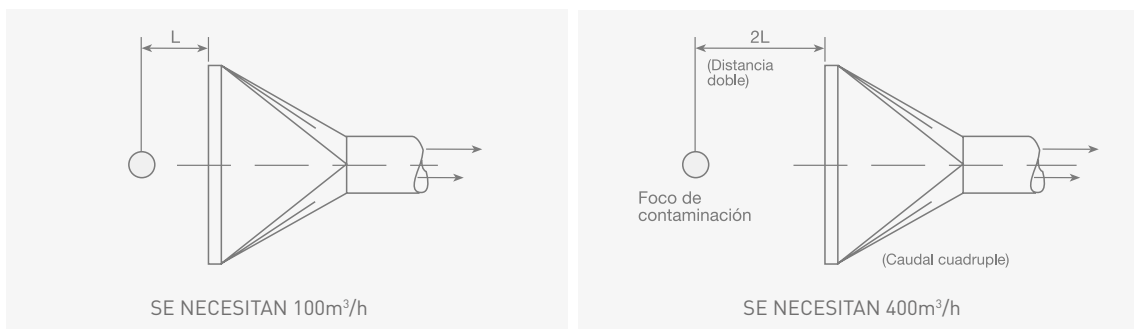 L
SE NECESITAN 100m³/h
2L
(Distancia
doble)
Foco de
contaminación
(Caudal cuadruple)
SE NECESITAN 400m³/h